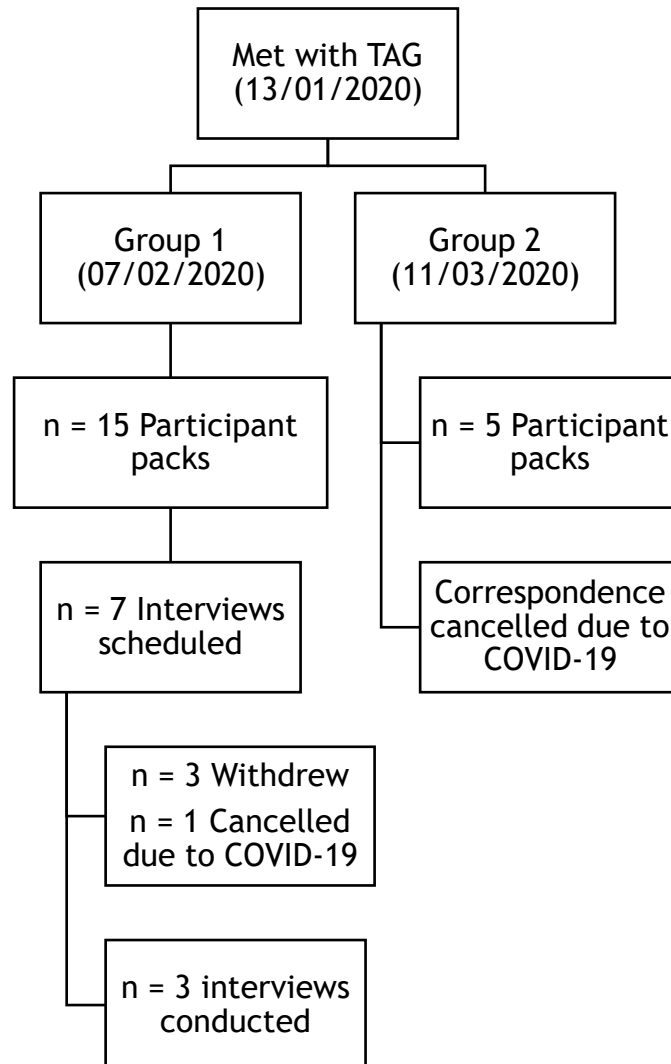 Met with TAG
(13/01/2020)
Group 1
(07/02/2020)
Group 2
(11/03/2020)
n = 15 Participant
packs
n = 5 Participant
packs
n = 7 Interviews
scheduled
Correspondence
cancelled due to
COVID-19
n = 3 Withdrew
n = 1 Cancelled
due to COVID-19
n = 3 interviews
conducted